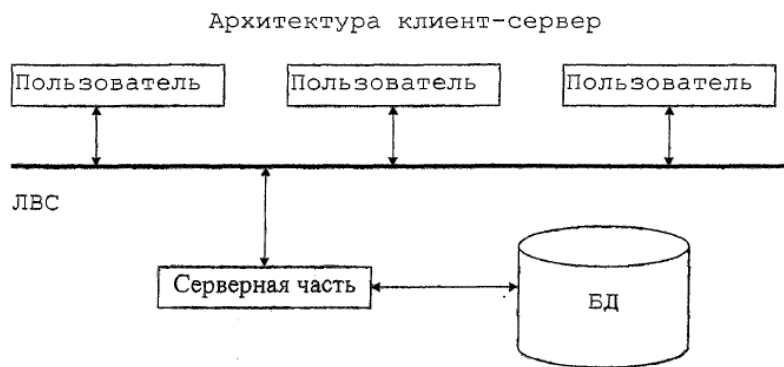 Архитектура клиент-сервер
Пользователь
Пользователь
Пользователь
ЛВС
Серверная часть
БД